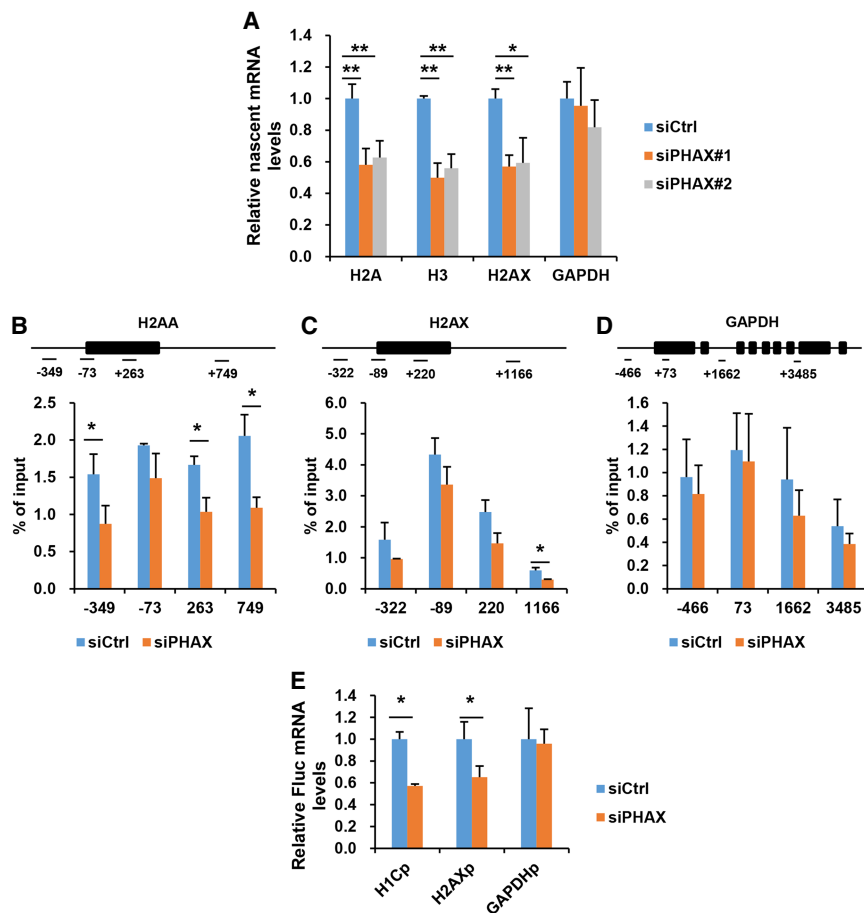 A
Relative nascent mRNA
levels
1.4
1.2
1.0
0.8
0.6
0.4
0.2
0.0
** ** *
** ** **
H2A H3 H2AX GAPDH
siCtrl
siPHAX#1
siPHAX#2
B
H2AA
-349 -73 +263 +749
% of input
2.5
2.0
1.5
1.0
0.5
0.0
* * *
-349 -73 263 749
siCtrl siPHAX
C
H2AX
-322 -89 +220 +1166
% of input
6.0
5.0
4.0
3.0
2.0
1.0
0.0
*
-322 -89 220 1166
siCtrl siPHAX
D
GAPDH
-466 +73 +1662 +3485
% of input
1.6
1.4
1.2
1.0
0.8
0.6
0.4
0.2
0.0
-466 73 1662 3485
siCtrl siPHAX
E
Relative Fluc mRNA
levels
1.4
1.2
1.0
0.8
0.6
0.4
0.2
0.0
* *
H1Cp H2AXp GAPDHp
siCtrl
siPHAX